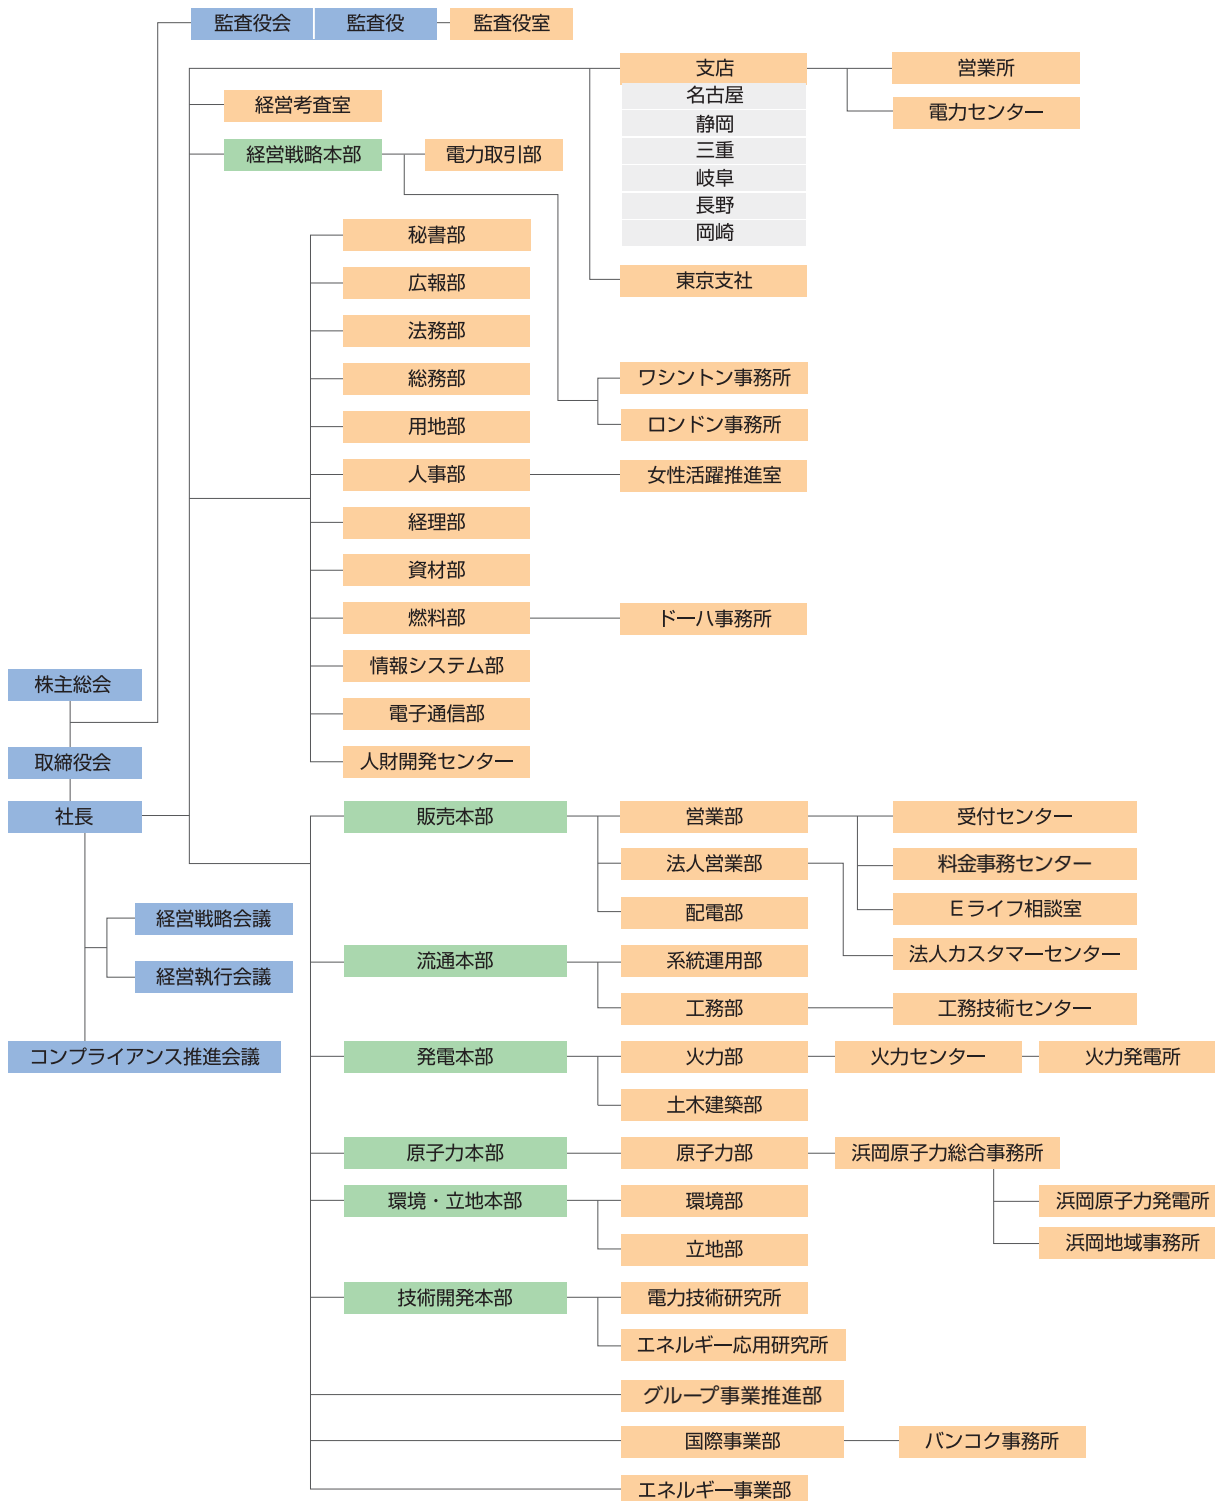 監査役会
監査役
監査役室
支店
営業所
名古屋
経営考査室
電力センター
静岡
三重
経営戦略本部
電力取引部
岐阜
長野
岡崎
秘書部
広報部
東京支社
法務部
総務部
ワシントン事務所
用地部
ロンドン事務所
人事部
女性活躍推進室
経理部
資材部
燃料部
ドーハ事務所
情報システム部
株主総会
電子通信部
取締役会
人財開発センター
社長
販売本部
営業部
受付センター
法人営業部
料金事務センター
経営戦略会議
配電部
Eライフ相談室
法人カスタマーセンター
流通本部
系統運用部
経営執行会議
工務部
工務技術センター
コンプライアンス推進会議
発電本部
火力部
火力センター
火力発電所
土木建築部
原子力本部
原子力部
浜岡原子力総合事務所
環境・立地本部
環境部
浜岡原子力発電所
立地部
浜岡地域事務所
技術開発本部
電力技術研究所
エネルギー応用研究所
グループ事業推進部
国際事業部
バンコク事務所
エネルギー事業部